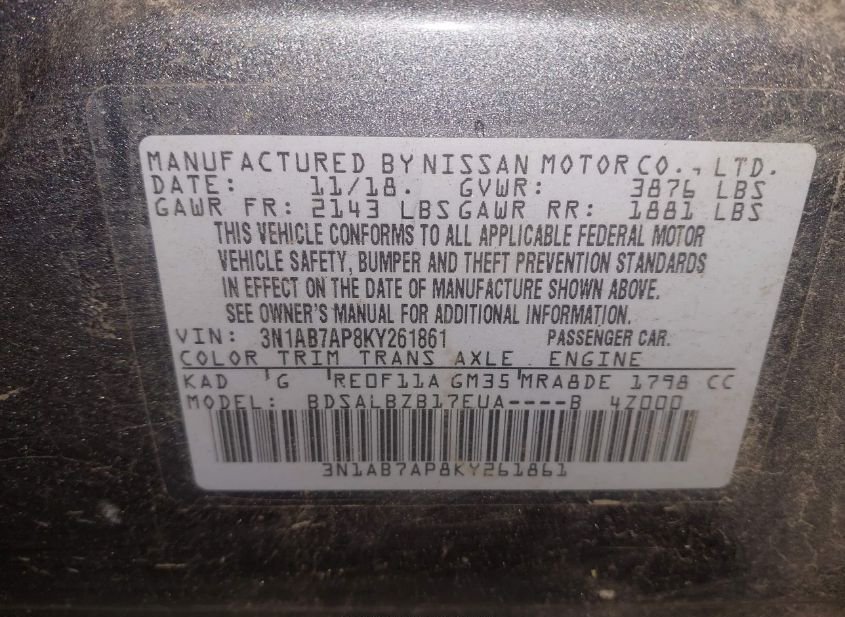 MANUFACTURED BY NISSAN MOTOR CO., LTD.
DATE: 11/18. GVWR: 3876 LBS
GAWR FR: 2143 LBS GAWR RR: 1881 LBS
THIS VEHICLE CONFORMS TO ALL APPLICABLE FEDERAL MOTOR
VEHICLE SAFETY, BUMPER AND THEFT PREVENTION STANDARDS
IN EFFECT ON THE DATE OF MANUFACTURE SHOWN ABOVE.
SEE OWNER'S MANUAL FOR ADDITIONAL INFORMATION.
VIN: 3N1AB7AP8KY261861 PASSENGER CAR.
COLOR TRIM TRANS AXLE ENGINE
KAD G RE0F11A GM35 MRA8DE 1798 CC
MODEL: BDSALBZB17EUA----B 4Z000
3N1AB7AP8KY261861